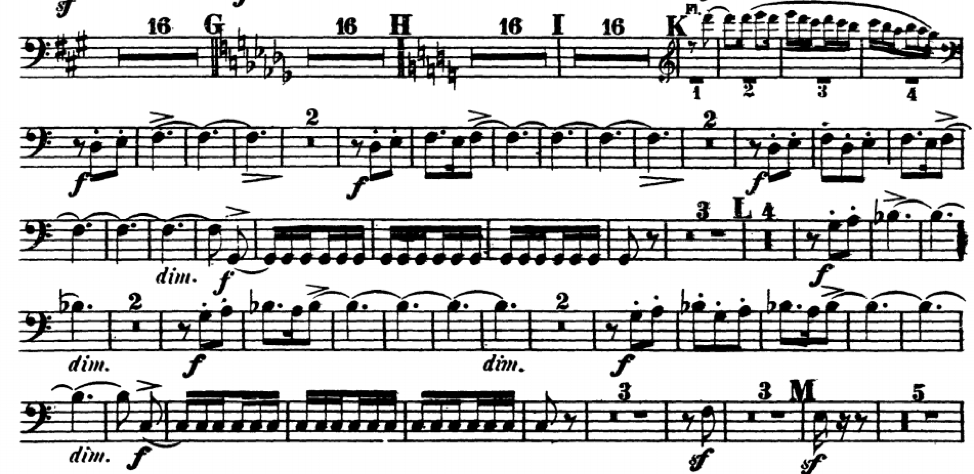 sf f
16 G 16 H 16 I 16 K Fl.
1 2 3 4
2 2
f f f
3 L 4
dim. f f
2 2
dim. f dim. f
3 3 M 5
dim. f sf sf